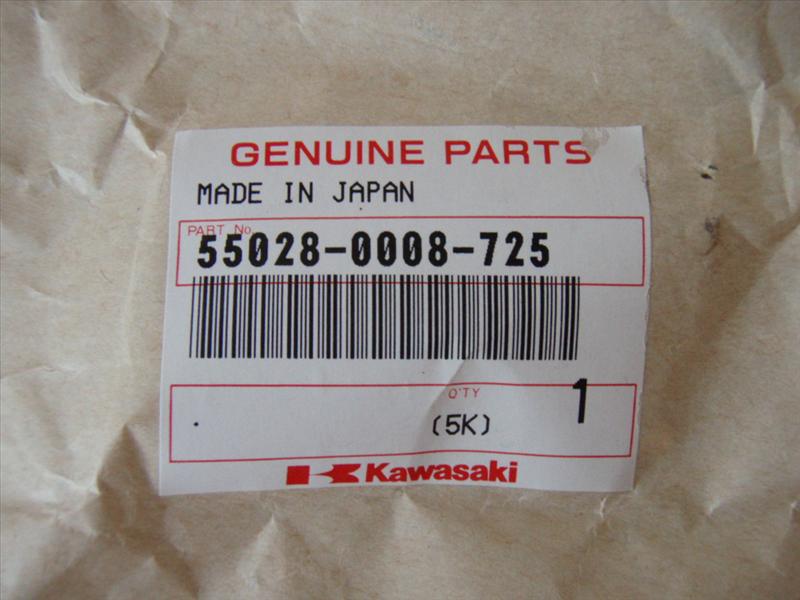 GENUINE PARTS
MADE IN JAPAN
PART No.
55028-0008-725
Q'TY
1
(5K)
Kawasaki